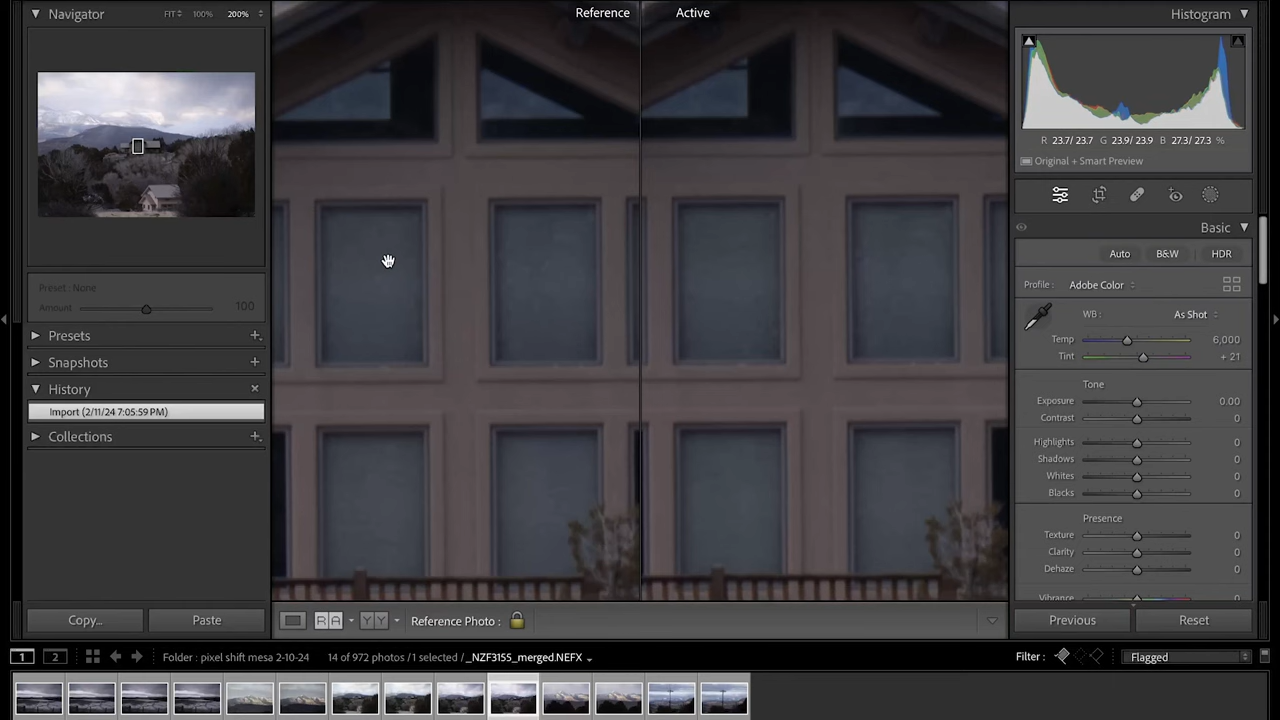 Navigator
FIT
100%
200%
Preset : None
Amount
100
Presets
Snapshots
History
Import (2/11/24 7:05:59 PM)
Collections
Copy...
Paste
Reference
Active
R A
Y Y
Reference Photo :
Histogram
R 23.7/ 23.7 G 23.9/ 23.9 B 27.3/ 27.3 %
Original + Smart Preview
Basic
Auto
B&W
HDR
Profile : Adobe Color
WB : As Shot
Temp 6,000
Tint + 21
Tone
Exposure 0.00
Contrast 0
Highlights 0
Shadows 0
Whites 0
Blacks 0
Presence
Texture 0
Clarity 0
Dehaze 0
Vibrance
Previous
Reset
1
2
Folder : pixel shift mesa 2-10-24
14 of 972 photos /1 selected / _NZF3155_merged.NEFX
Filter :
Flagged